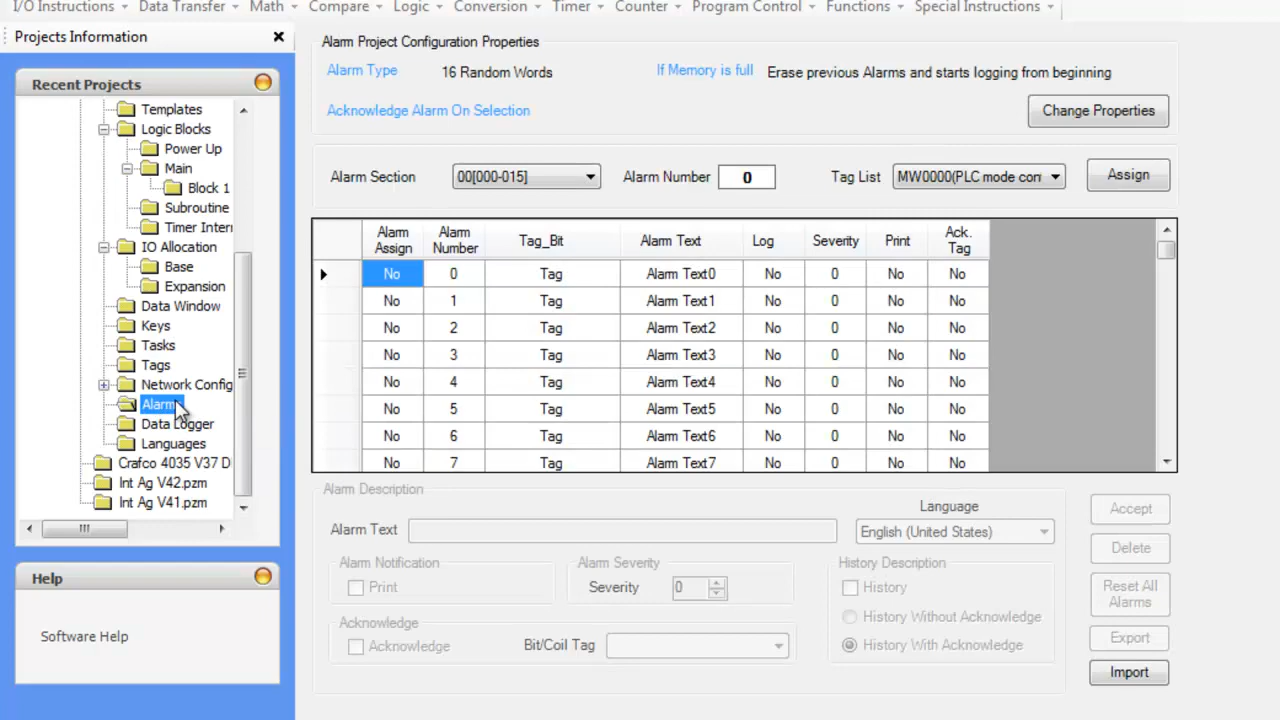 I/O Instructions Data Transfer Math Compare Logic Conversion Timer Counter Program Control Functions Special Instructions
Projects Information
Recent Projects
Templates
Logic Blocks
Power Up
Main
Block 1
Subroutine
Timer Interr
IO Allocation
Base
Expansion
Data Window
Keys
Tasks
Tags
Network Config
Alarm
Data Logger
Languages
Crafco 4035 V37 D
Int Ag V42.pzm
Int Ag V41.pzm
Help
Software Help
Alarm Project Configuration Properties
Alarm Type 16 Random Words If Memory is full Erase previous Alarms and starts logging from beginning
Acknowledge Alarm On Selection Change Properties
Alarm Section 00[000-015] Alarm Number 0 Tag List MW0000(PLC mode con Assign
Alarm Assign Alarm Number Tag_Bit Alarm Text Log Severity Print Ack. Tag
No 0 Tag Alarm Text0 No 0 No No
No 1 Tag Alarm Text1 No 0 No No
No 2 Tag Alarm Text2 No 0 No No
No 3 Tag Alarm Text3 No 0 No No
No 4 Tag Alarm Text4 No 0 No No
No 5 Tag Alarm Text5 No 0 No No
No 6 Tag Alarm Text6 No 0 No No
No 7 Tag Alarm Text7 No 0 No No
Alarm Description
Language
Alarm Text English (United States)
Alarm Notification
Print
Alarm Severity
Severity 0
History Description
History
History Without Acknowledge
History With Acknowledge
Acknowledge
Acknowledge Bit/Coil Tag
Accept
Delete
Reset All
Alarms
Export
Import